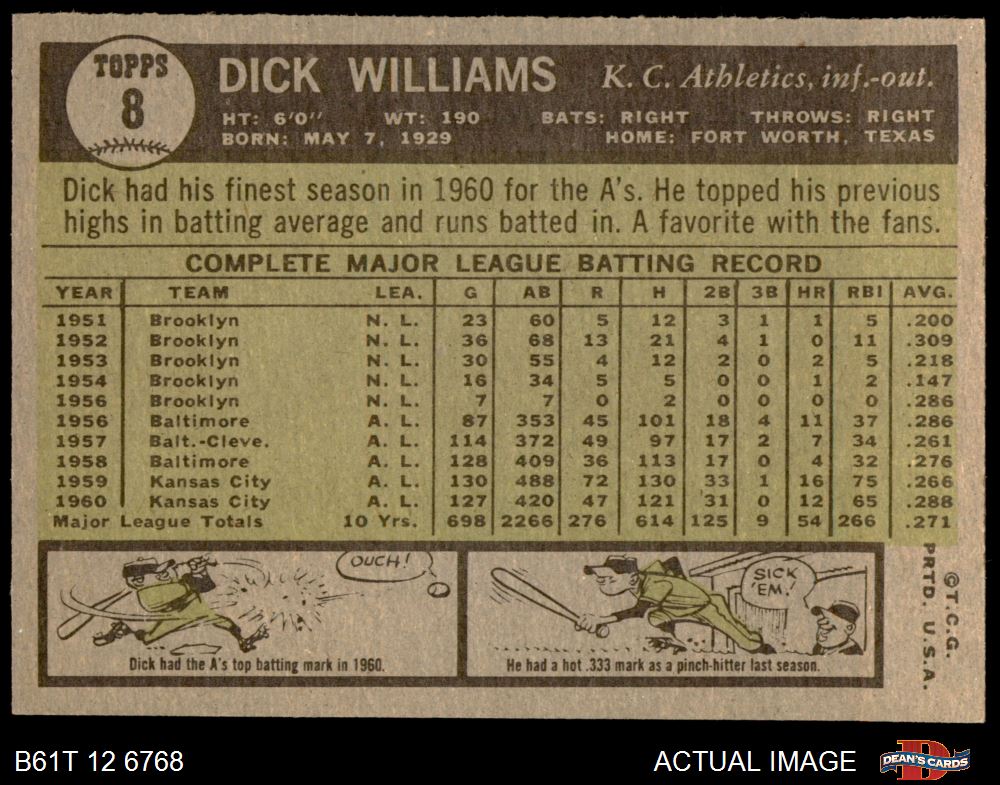 TOPPS
8
DICK WILLIAMS K. C. Athletics, inf.-out.
HT: 6'0" WT: 190 BATS: RIGHT THROWS: RIGHT
BORN: MAY 7, 1929 HOME: FORT WORTH, TEXAS
Dick had his finest season in 1960 for the A's. He topped his previous
highs in batting average and runs batted in. A favorite with the fans.
COMPLETE MAJOR LEAGUE BATTING RECORD
YEAR TEAM LEA. G AB R H 2B 3B HR RBI AVG.
1951 Brooklyn N. L. 23 60 5 12 3 1 1 5 .200
1952 Brooklyn N. L. 36 68 13 21 4 1 0 11 .309
1953 Brooklyn N. L. 30 55 4 12 2 0 2 5 .218
1954 Brooklyn N. L. 16 34 5 5 0 0 1 2 .147
1956 Brooklyn N. L. 7 7 0 2 0 0 0 0 .286
1956 Baltimore A. L. 87 353 45 101 18 4 11 37 .286
1957 Balt.-Cleve. A. L. 114 372 49 97 17 2 7 34 .261
1958 Baltimore A. L. 128 409 36 113 17 0 4 32 .276
1959 Kansas City A. L. 130 488 72 130 33 1 16 75 .266
1960 Kansas City A. L. 127 420 47 121 31 0 12 65 .288
Major League Totals 10 Yrs. 698 2266 276 614 125 9 54 266 .271
OUCH!
Dick had the A's top batting mark in 1960.
SICK
'EM!
He had a hot .333 mark as a pinch-hitter last season.
©T.C.G.
PRTD. U.S.A.
B61T 12 6768 ACTUAL IMAGE
D
DEAN'S CARDS